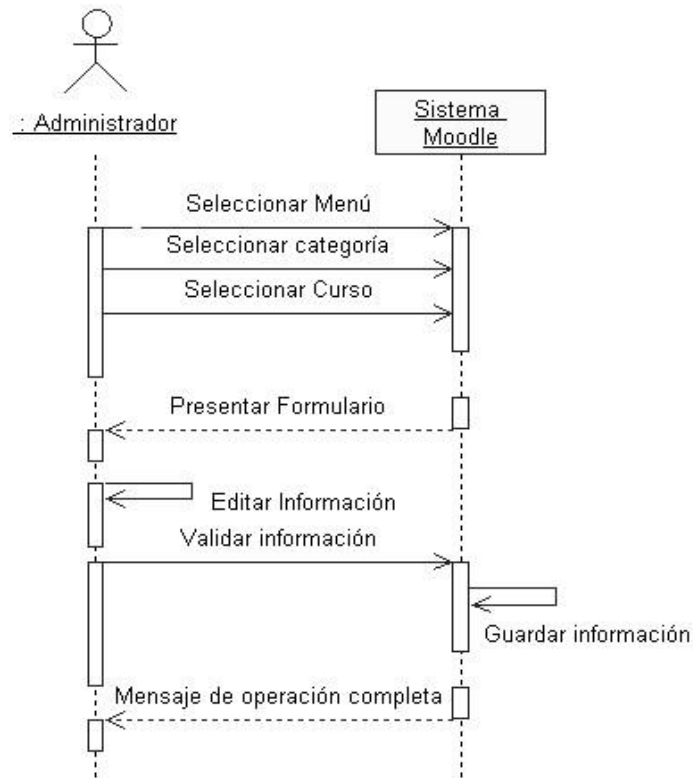 : Administrador
Sistema
Moodle
Seleccionar Menú
Seleccionar categoría
Seleccionar Curso
Presentar Formulario
Editar Información
Validar información
Guardar información
Mensaje de operación completa